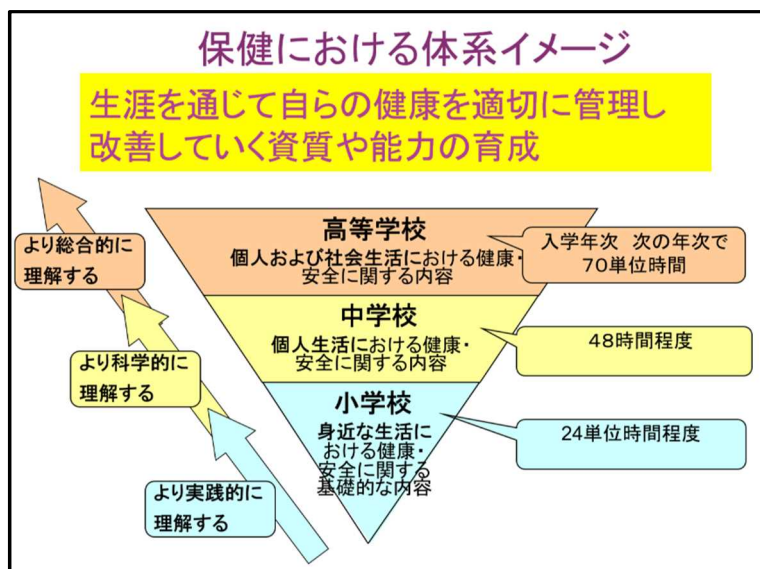 保健における体系イメージ
生涯を通じて自らの健康を適切に管理し
改善していく資質や能力の育成
高等学校
個人および社会生活における健康・
安全に関する内容
入学年次 次の年次で
70単位時間
より総合的に
理解する
中学校
個人生活における健康・
安全に関する内容
48時間程度
より科学的に
理解する
小学校
身近な生活に
おける健康・
安全に関する
基礎的な内容
24単位時間程度
より実践的に
理解する